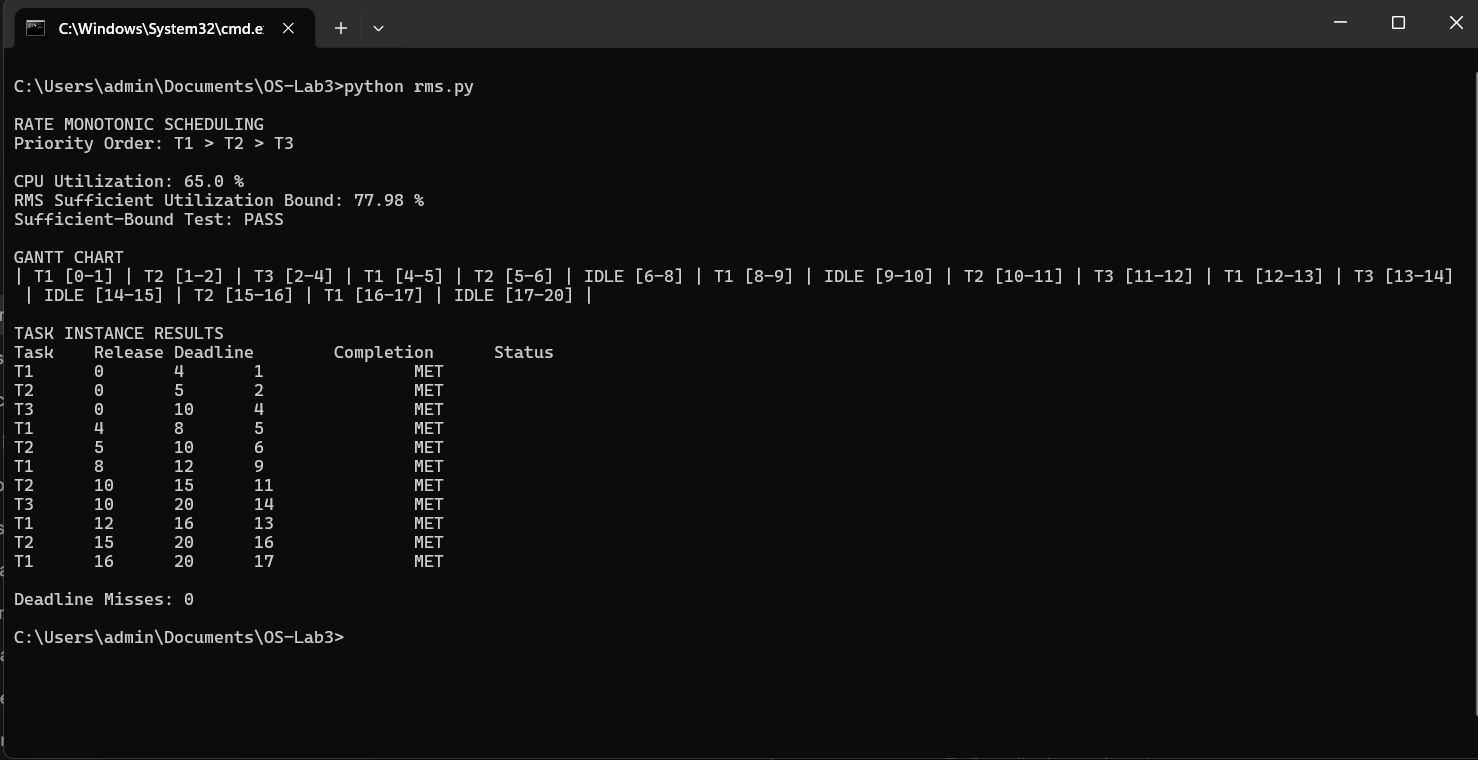 C:\Windows\System32\cmd.e
C:\Users\admin\Documents\OS-Lab3>python rms.py
RATE MONOTONIC SCHEDULING
Priority Order: T1 > T2 > T3
CPU Utilization: 65.0 %
RMS Sufficient Utilization Bound: 77.98 %
Sufficient-Bound Test: PASS
GANTT CHART
| T1 [0-1] | T2 [1-2] | T3 [2-4] | T1 [4-5] | T2 [5-6] | IDLE [6-8] | T1 [8-9] | IDLE [9-10] | T2 [10-11] | T3 [11-12] | T1 [12-13] | T3 [13-14]
| IDLE [14-15] | T2 [15-16] | T1 [16-17] | IDLE [17-20] |
TASK INSTANCE RESULTS
Task Release Deadline Completion Status
T1 0 4 1 MET
T2 0 5 2 MET
T3 0 10 4 MET
T1 4 8 5 MET
T2 5 10 6 MET
T1 8 12 9 MET
T2 10 15 11 MET
T3 10 20 14 MET
T1 12 16 13 MET
T2 15 20 16 MET
T1 16 20 17 MET
Deadline Misses: 0
C:\Users\admin\Documents\OS-Lab3>